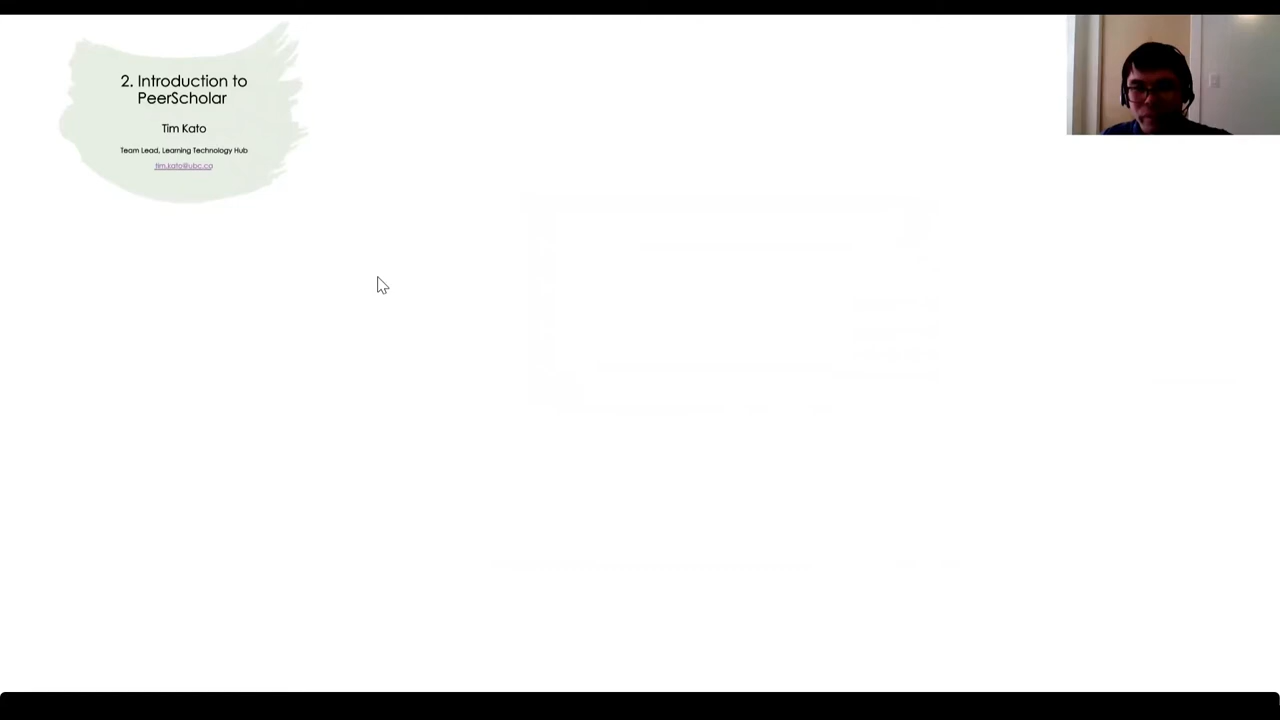 2. Introduction to
PeerScholar
Tim Kato
Team Lead, Learning Technology Hub
tim.kato@ubc.ca